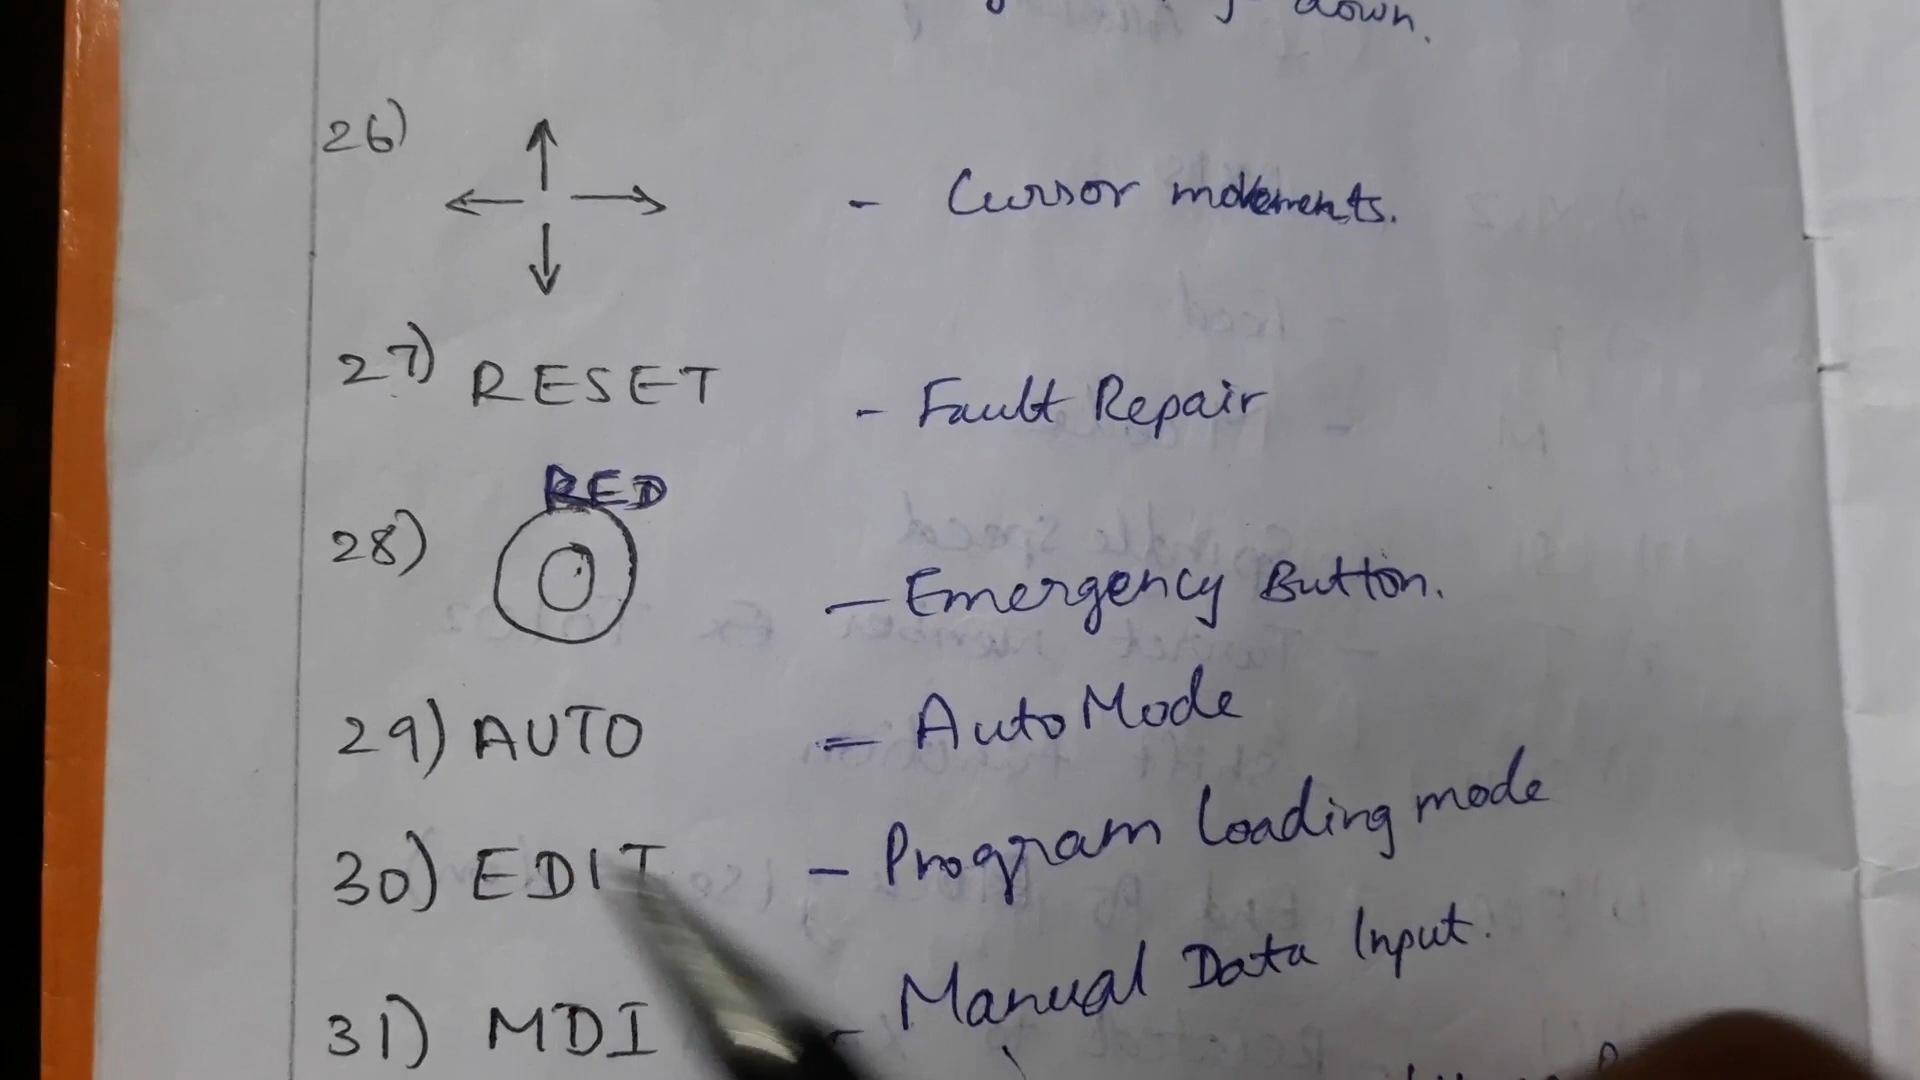 down.
26) ↑ ← → ↓ - Cursor movements.
27) RESET - Fault Repair
RED
28) - Emergency Button.
29) AUTO - Auto Mode
30) EDIT - Program Loading mode
31) MDI - Manual Data Input.